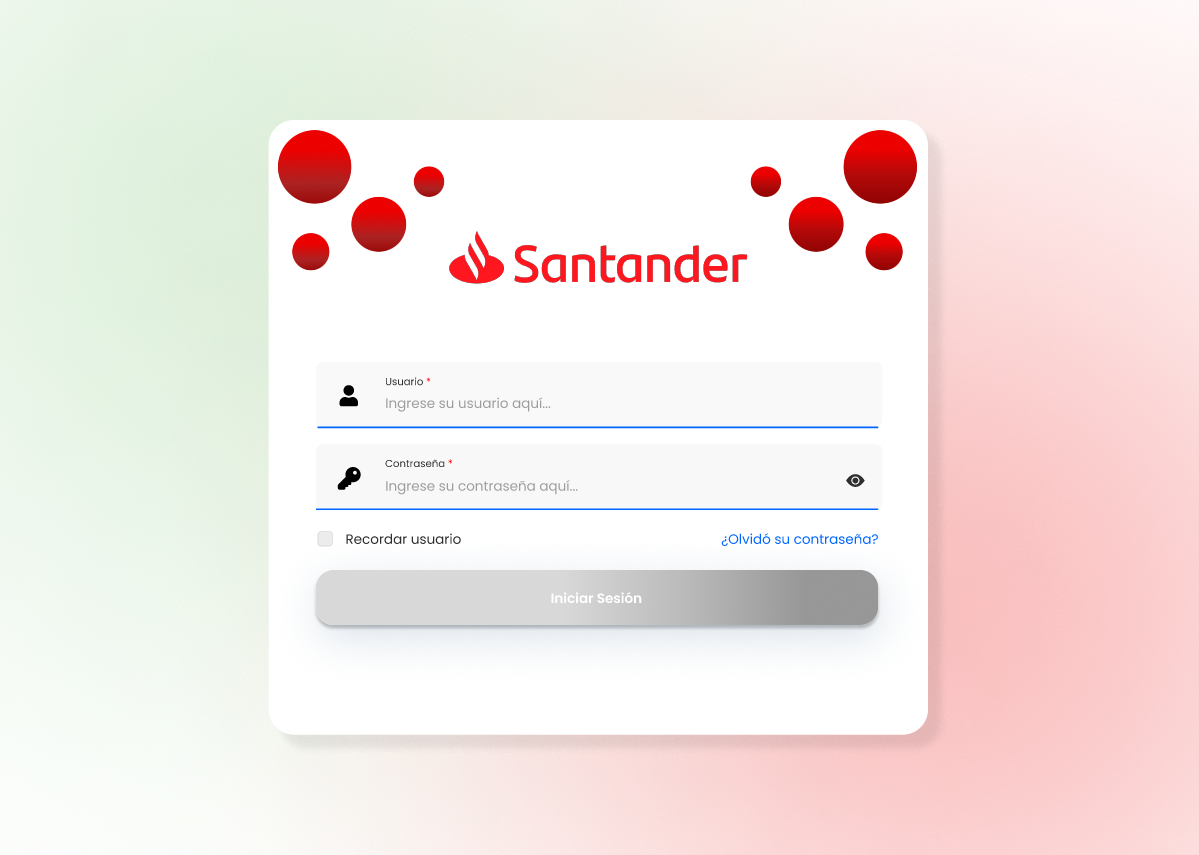 Santander
Usuario *
Ingrese su usuario aquí...
Contraseña *
Ingrese su contraseña aquí...
Recordar usuario
¿Olvidó su contraseña?
Iniciar Sesión